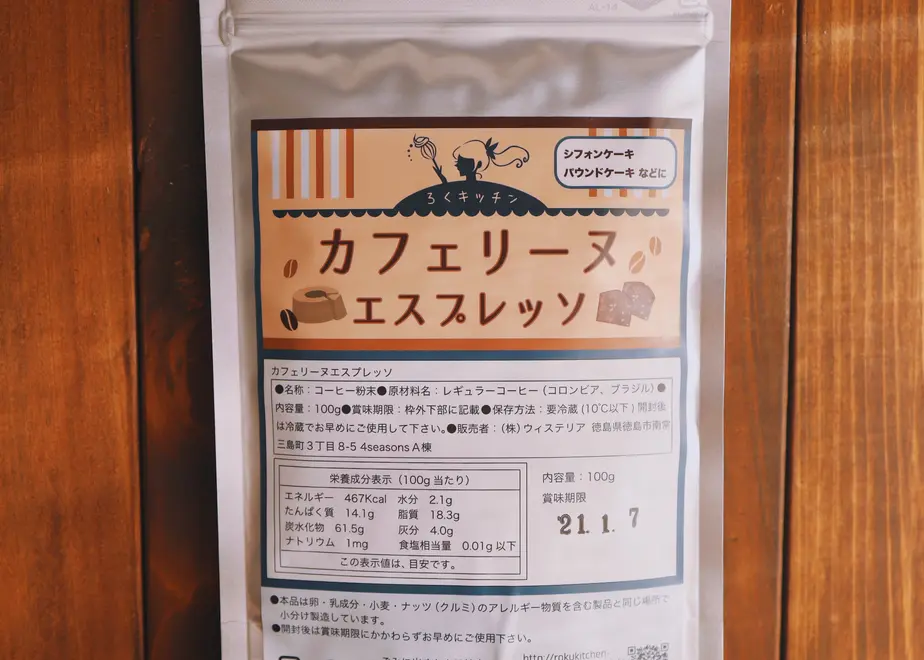 シフォンケーキ
パウンドケーキ などに
ろくキッチン
カフェリーヌ
エスプレッソ
カフェリーヌエスプレッソ
●名称:コーヒー粉末●原材料名:レギュラーコーヒー(コロンビア、ブラジル)●
内容量:100g●賞味期限:枠外下部に記載●保存方法:要冷蔵(10℃以下)開封後
は冷蔵でお早めにご使用して下さい。●販売者:(株)ウィステリア 徳島県徳島市南常
三島町3丁目8-5 4seasons A棟
栄養成分表示(100g当たり)
エネルギー 467Kcal 水分 2.1g
たんぱく質 14.1g 脂質 18.3g
炭水化物 61.5g 灰分 4.0g
ナトリウム 1mg 食塩相当量 0.01g以下
この表示値は、目安です。
内容量:100g
賞味期限
'21.1.7
●本品は卵・乳成分・小麦・ナッツ(クルミ)のアレルギー物質を含む製品と同じ場所で
小分け製造しています。
●開封後は賞味期限にかかわらずお早めにご使用下さい。
http://rokukitchen-